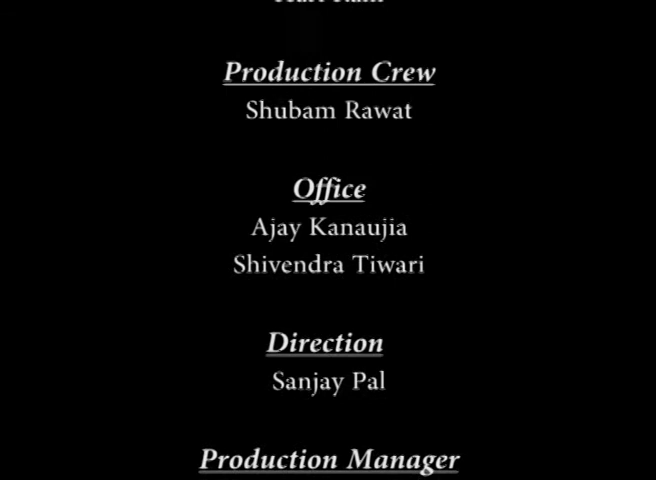 Production Crew
Shubam Rawat
Office
Ajay Kanaujia
Shivendra Tiwari
Direction
Sanjay Pal
Production Manager